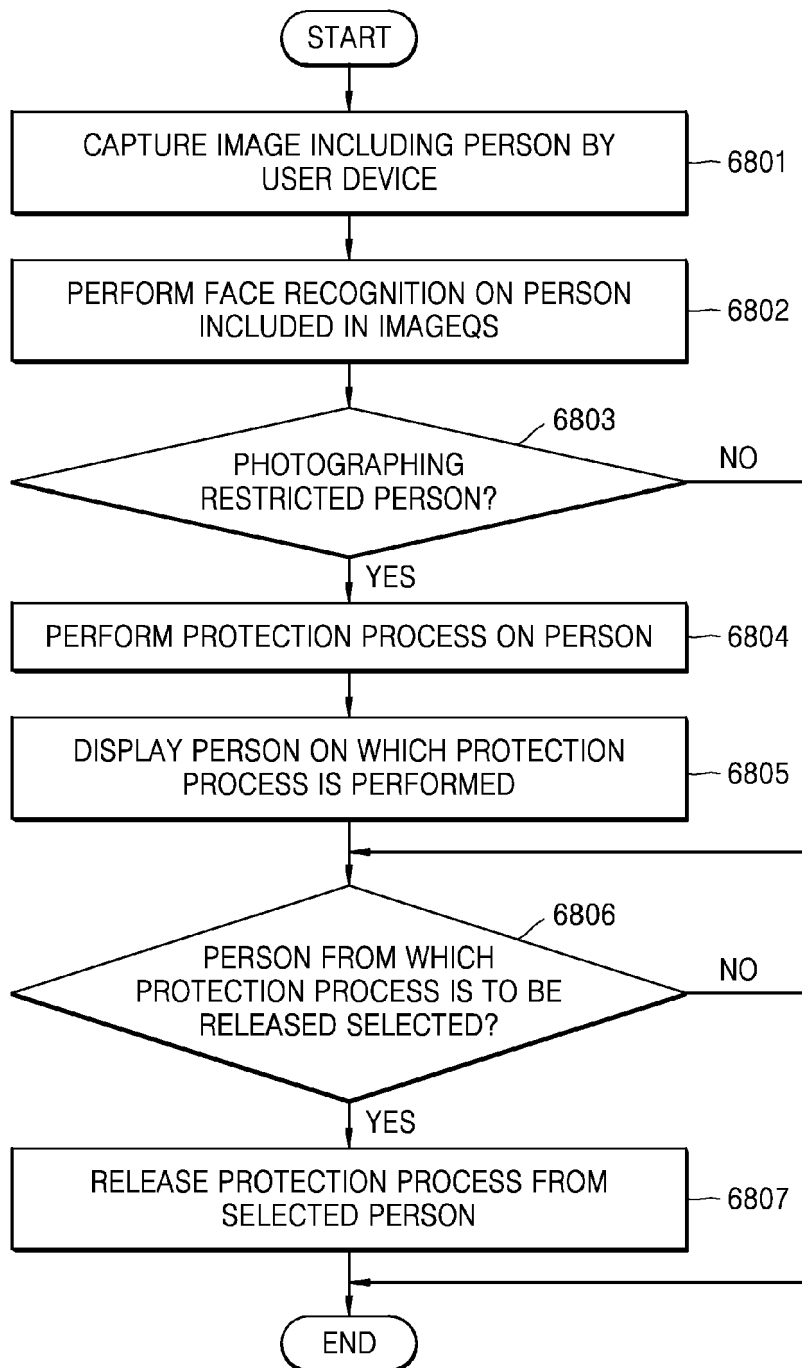 START
CAPTURE IMAGE INCLUDING PERSON BY
USER DEVICE
6801
PERFORM FACE RECOGNITION ON PERSON
INCLUDED IN IMAGEQS
6802
6803
PHOTOGRAPHING
RESTRICTED PERSON?
NO
YES
PERFORM PROTECTION PROCESS ON PERSON
6804
DISPLAY PERSON ON WHICH PROTECTION
PROCESS IS PERFORMED
6805
6806
PERSON FROM WHICH
PROTECTION PROCESS IS TO BE
RELEASED SELECTED?
NO
YES
RELEASE PROTECTION PROCESS FROM
SELECTED PERSON
6807
END